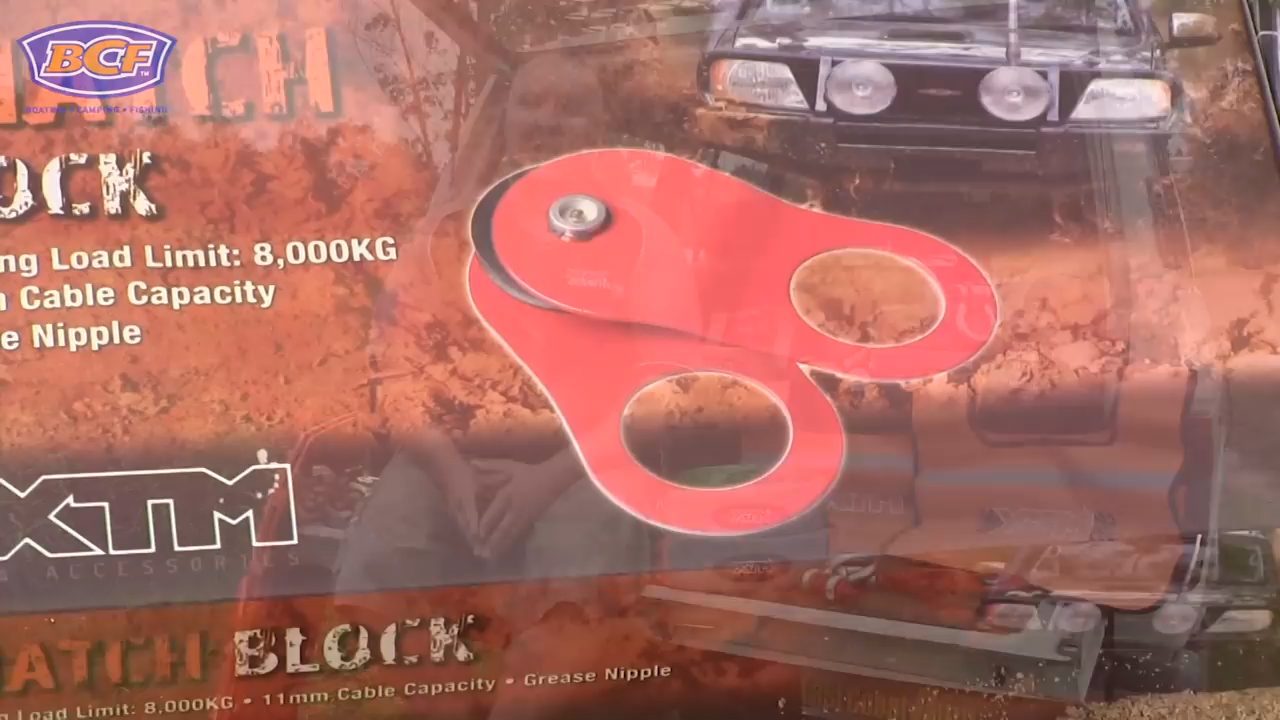 BCF™
BOATING • CAMPING • FISHING
ATCH
OCK
ng Load Limit: 8,000KG
Cable Capacity
e Nipple
XTM
ACCESSORIES
ATCH BLOCK
g Load Limit: 8,000KG • 11mm Cable Capacity • Grease Nipple